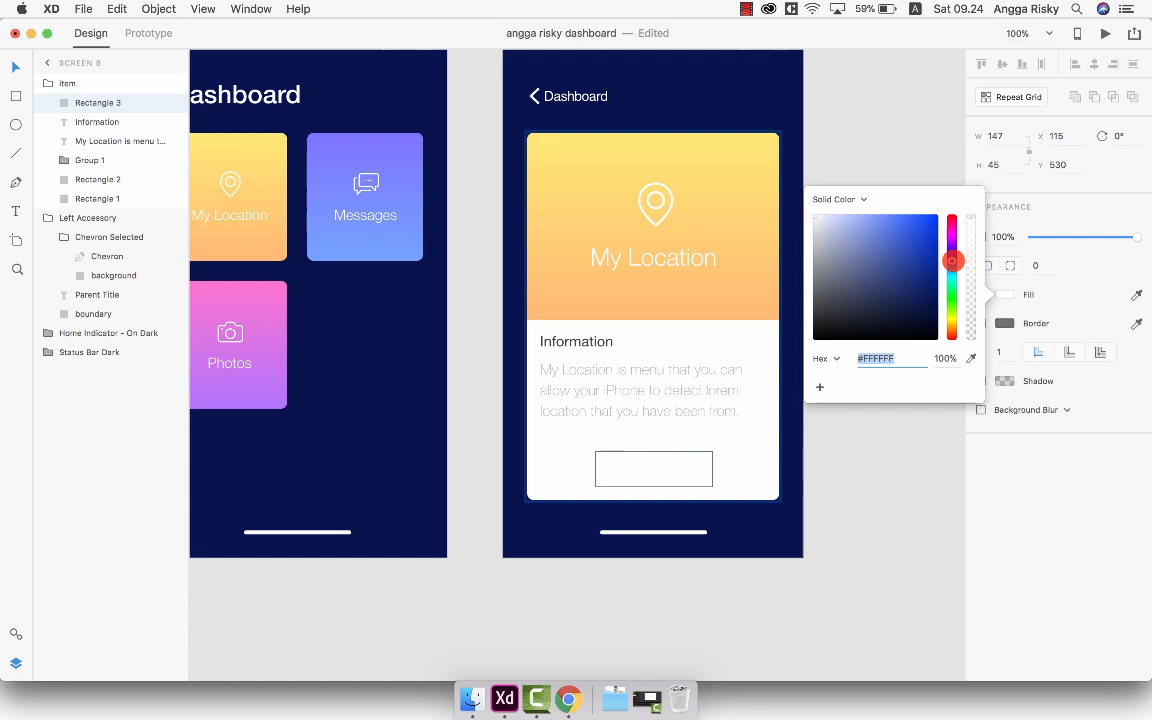 XD File Edit Object View Window Help
59% A Sat 09.24 Angga Risky
Design Prototype
angga risky dashboard — Edited
100%
SCREEN B
item
Rectangle 3
Information
My Location is menu t...
Group 1
Rectangle 2
Rectangle 1
Left Accessory
Chevron Selected
Chevron
background
Parent Title
boundary
Home Indicator - On Dark
Status Bar Dark
ashboard
My Location
Messages
Photos
Dashboard
My Location
Information
My Location is menu that you can
allow your iPhone to detect lorem
location that you have been from.
Solid Color
Hex #FFFFFF 100%
+
Repeat Grid
W 147 X 115 0°
H 45 Y 530
PEARANCE
100%
0
Fill
Border
1
Shadow
Background Blur
Xd